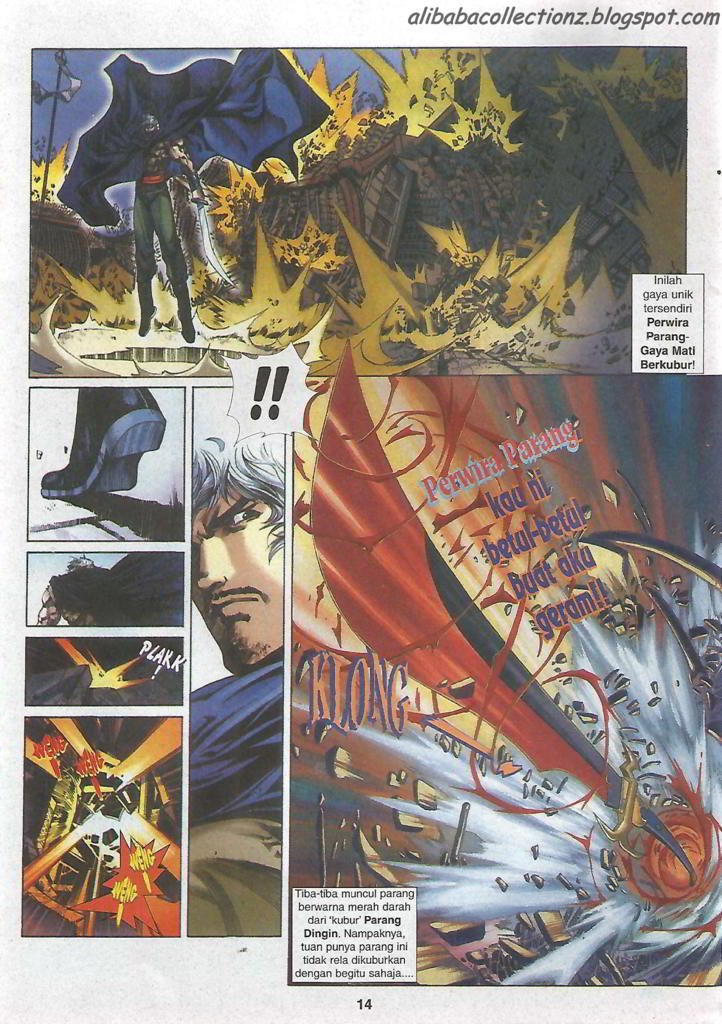 alibabacollectionz.blogspot.com
Inilah
gaya unik
tersendiri
Perwira
Parang-
Gaya Mati
Berkubur!
!!
Perwira Parang
kau ni
betul-betul
buat aku
geram!!
PLAKK
!
KLONG
WENG
WENG
WENG
WENG
Tiba-tiba muncul parang
berwarna merah darah
dari 'kubur' Parang
Dingin. Nampaknya,
tuan punya parang ini
tidak rela dikuburkan
dengan begitu sahaja....
14